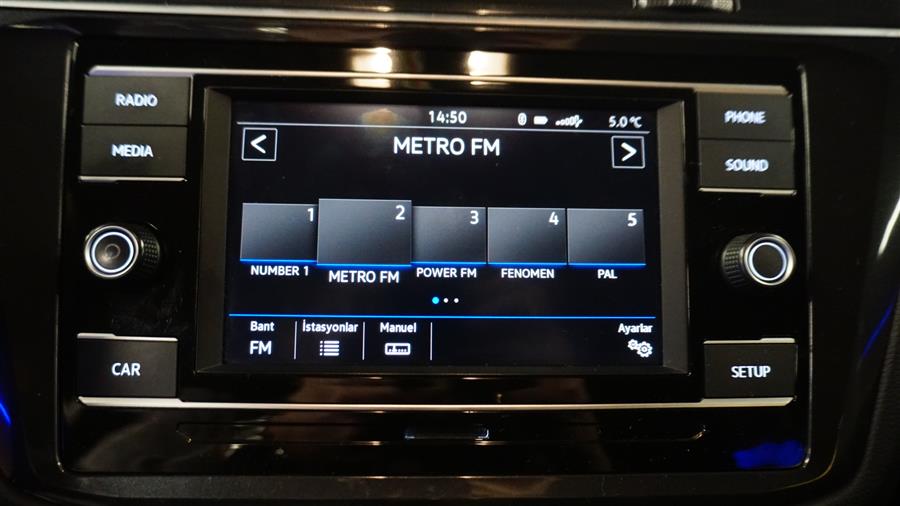 RADIO
MEDIA
PHONE
SOUND
14:50
5.0 °C
METRO FM
1
2
3
4
5
NUMBER 1
METRO FM
POWER FM
FENOMEN
PAL
Bant
FM
İstasyonlar
Manuel
Ayarlar
CAR
SETUP